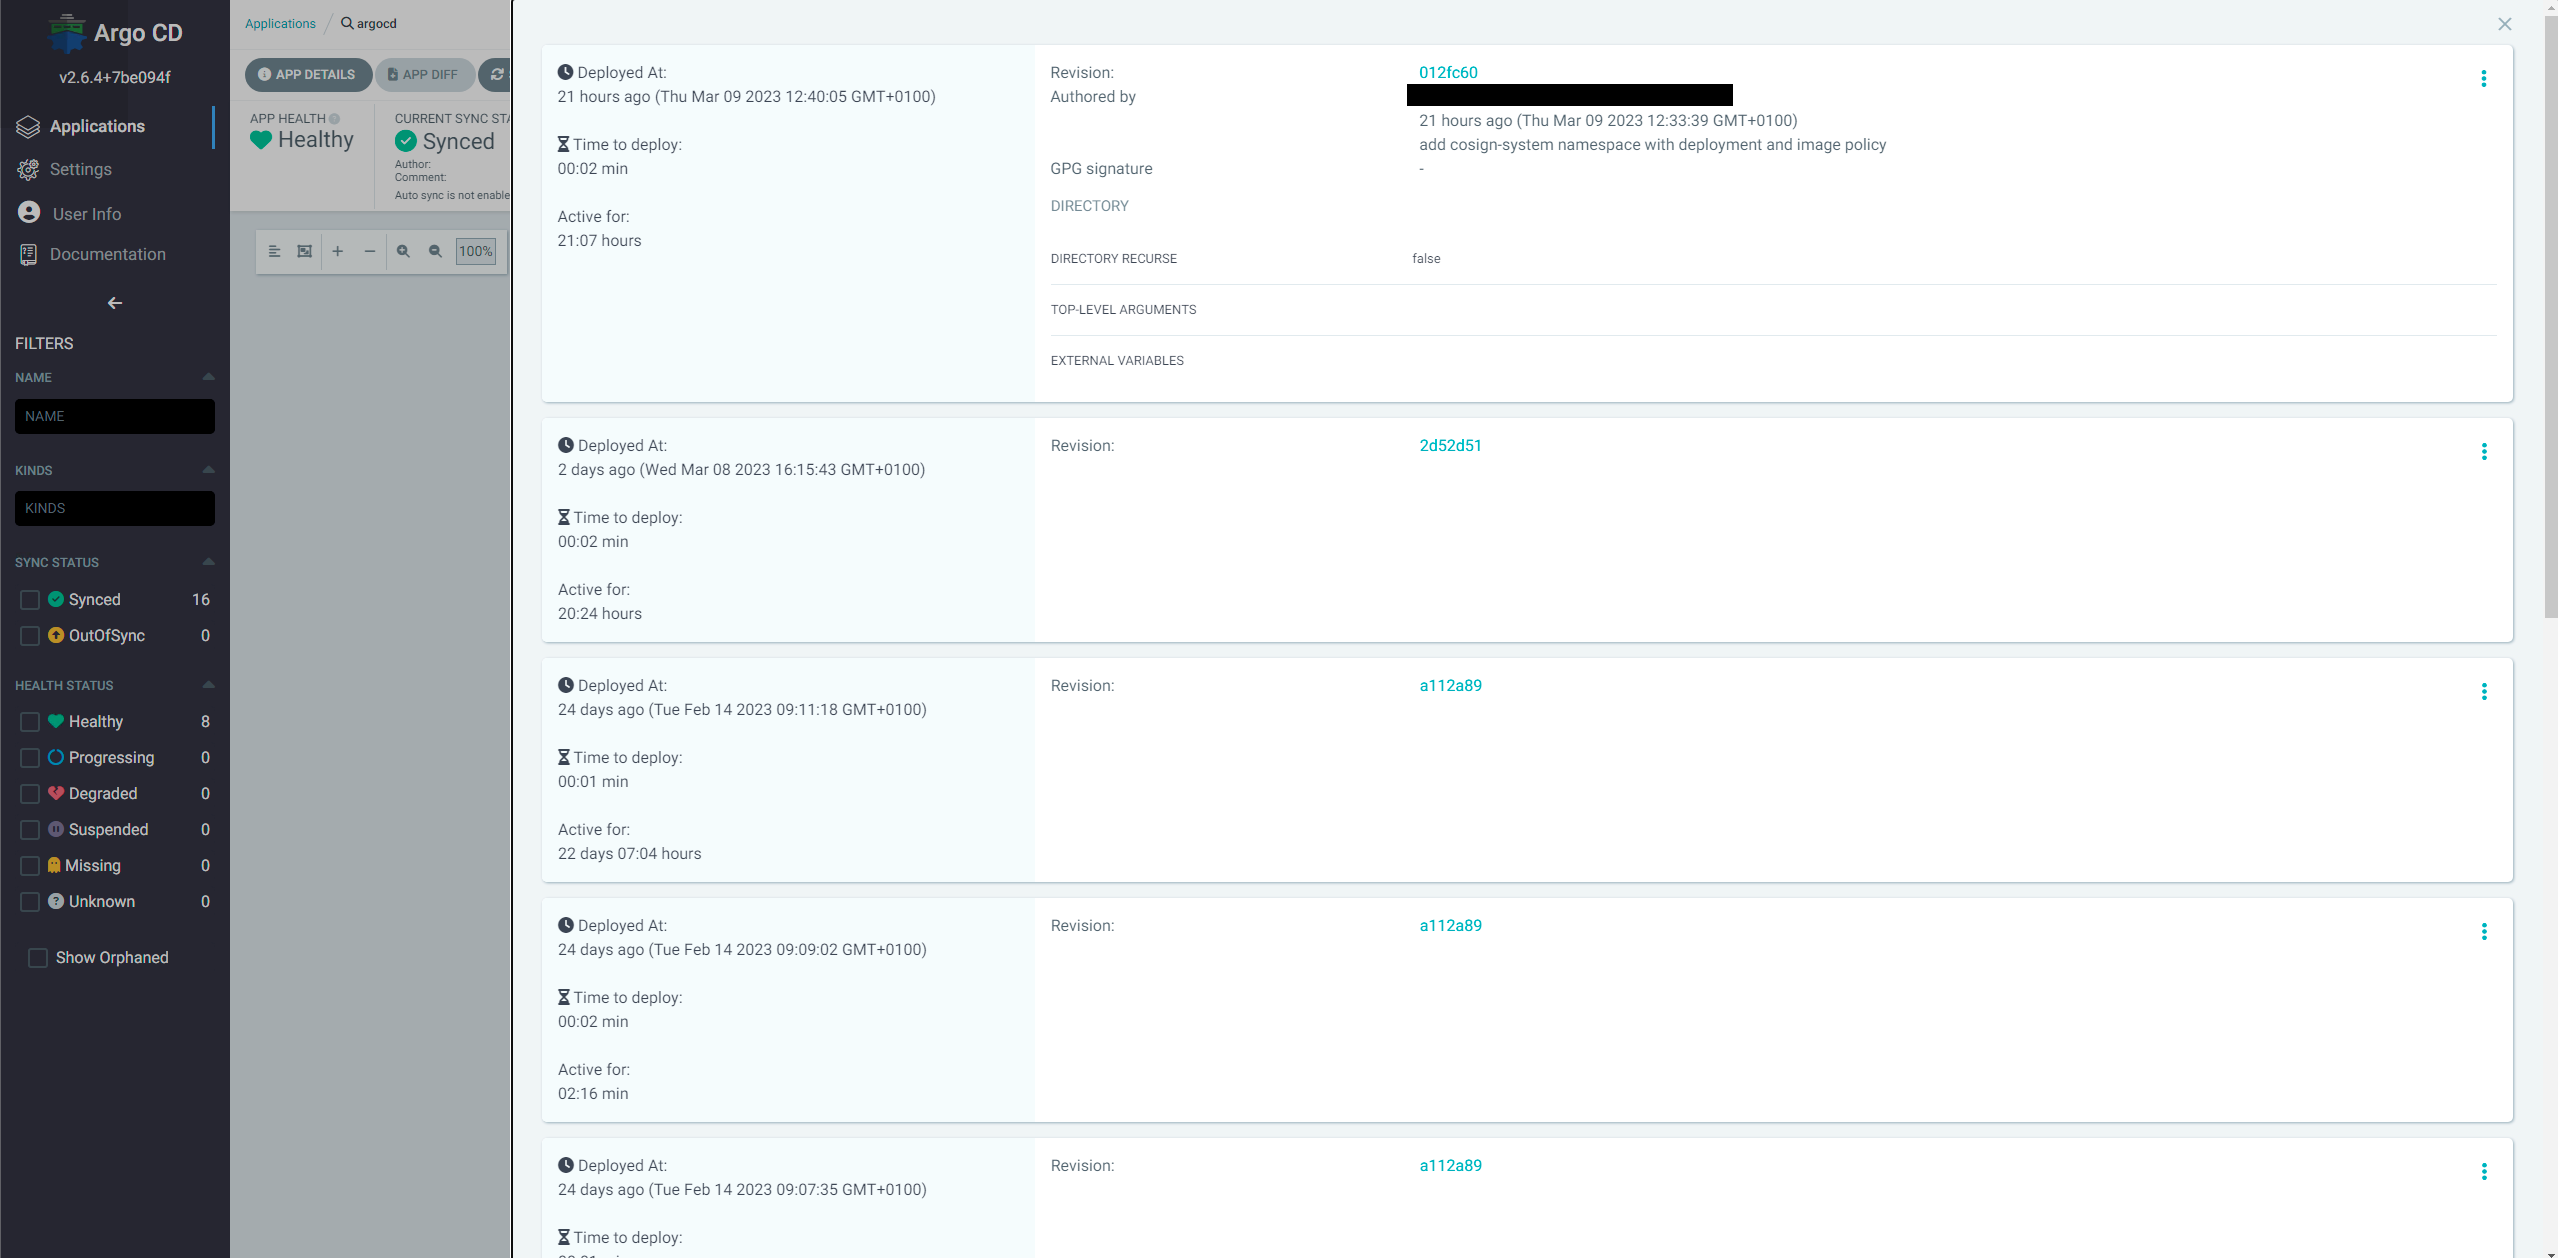 Argo CD
v2.6.4+7be094f
Applications
Settings
User Info
Documentation
FILTERS
NAME
NAME
KINDS
KINDS
SYNC STATUS
Synced 16
OutOfSync 0
HEALTH STATUS
Healthy 8
Progressing 0
Degraded 0
Suspended 0
Missing 0
Unknown 0
Show Orphaned
Applications / argocd
APP DETAILS APP DIFF
APP HEALTH
Healthy
CURRENT SYNC STA
Synced
Author:
Comment:
Auto sync is not enable
100%
Deployed At:
21 hours ago (Thu Mar 09 2023 12:40:05 GMT+0100)
Time to deploy:
00:02 min
Active for:
21:07 hours
Revision: 012fc60
Authored by
21 hours ago (Thu Mar 09 2023 12:33:39 GMT+0100)
add cosign-system namespace with deployment and image policy
GPG signature -
DIRECTORY
DIRECTORY RECURSE false
TOP-LEVEL ARGUMENTS
EXTERNAL VARIABLES
Deployed At:
2 days ago (Wed Mar 08 2023 16:15:43 GMT+0100)
Time to deploy:
00:02 min
Active for:
20:24 hours
Revision: 2d52d51
Deployed At:
24 days ago (Tue Feb 14 2023 09:11:18 GMT+0100)
Time to deploy:
00:01 min
Active for:
22 days 07:04 hours
Revision: a112a89
Deployed At:
24 days ago (Tue Feb 14 2023 09:09:02 GMT+0100)
Time to deploy:
00:02 min
Active for:
02:16 min
Revision: a112a89
Deployed At:
24 days ago (Tue Feb 14 2023 09:07:35 GMT+0100)
Time to deploy:
Revision: a112a89